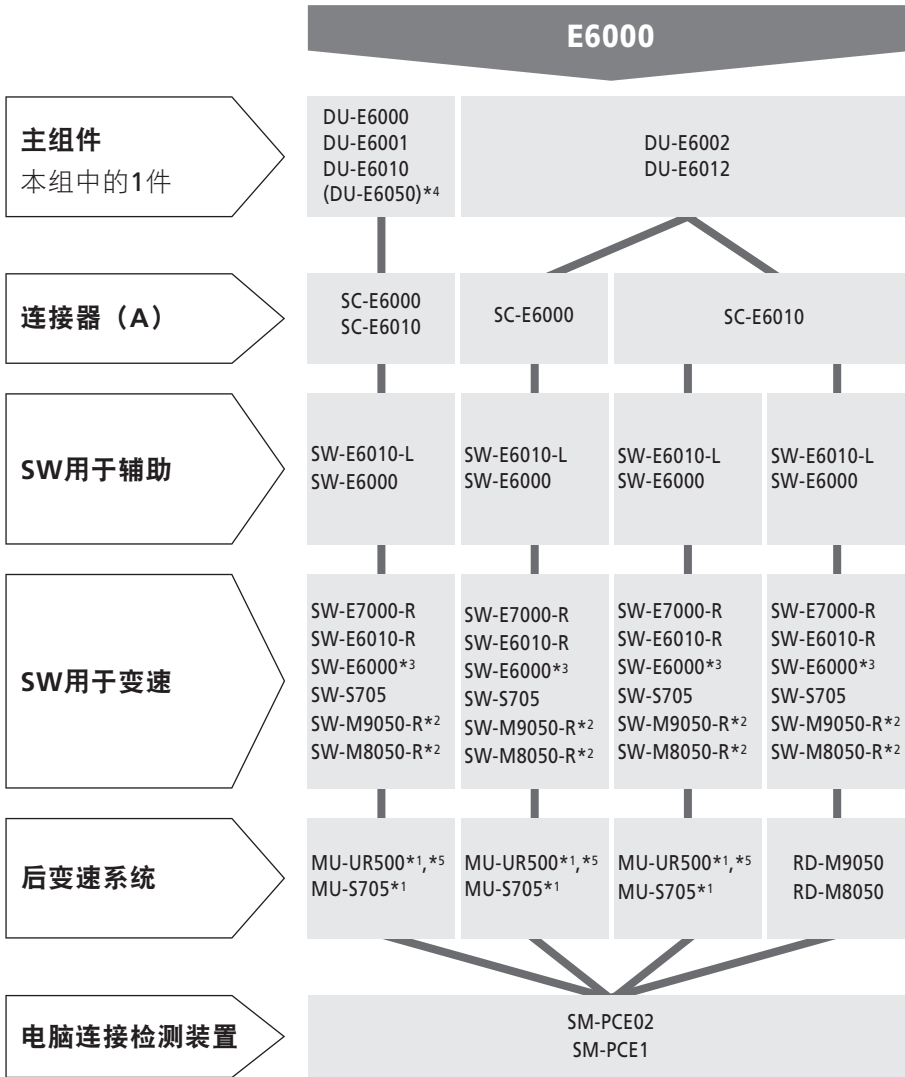 E6000
主组件
本组中的1件
DU-E6000
DU-E6001
DU-E6010
(DU-E6050)*4
DU-E6002
DU-E6012
连接器（A）
SC-E6000
SC-E6010
SC-E6000
SC-E6010
SW用于辅助
SW-E6010-L
SW-E6000
SW-E6010-L
SW-E6000
SW-E6010-L
SW-E6000
SW-E6010-L
SW-E6000
SW用于变速
SW-E7000-R
SW-E6010-R
SW-E6000*3
SW-S705
SW-M9050-R*2
SW-M8050-R*2
SW-E7000-R
SW-E6010-R
SW-E6000*3
SW-S705
SW-M9050-R*2
SW-M8050-R*2
SW-E7000-R
SW-E6010-R
SW-E6000*3
SW-S705
SW-M9050-R*2
SW-M8050-R*2
SW-E7000-R
SW-E6010-R
SW-E6000*3
SW-S705
SW-M9050-R*2
SW-M8050-R*2
后变速系统
MU-UR500*1,*5
MU-S705*1
MU-UR500*1,*5
MU-S705*1
MU-UR500*1,*5
MU-S705*1
RD-M9050
RD-M8050
电脑连接检测装置
SM-PCE02
SM-PCE1